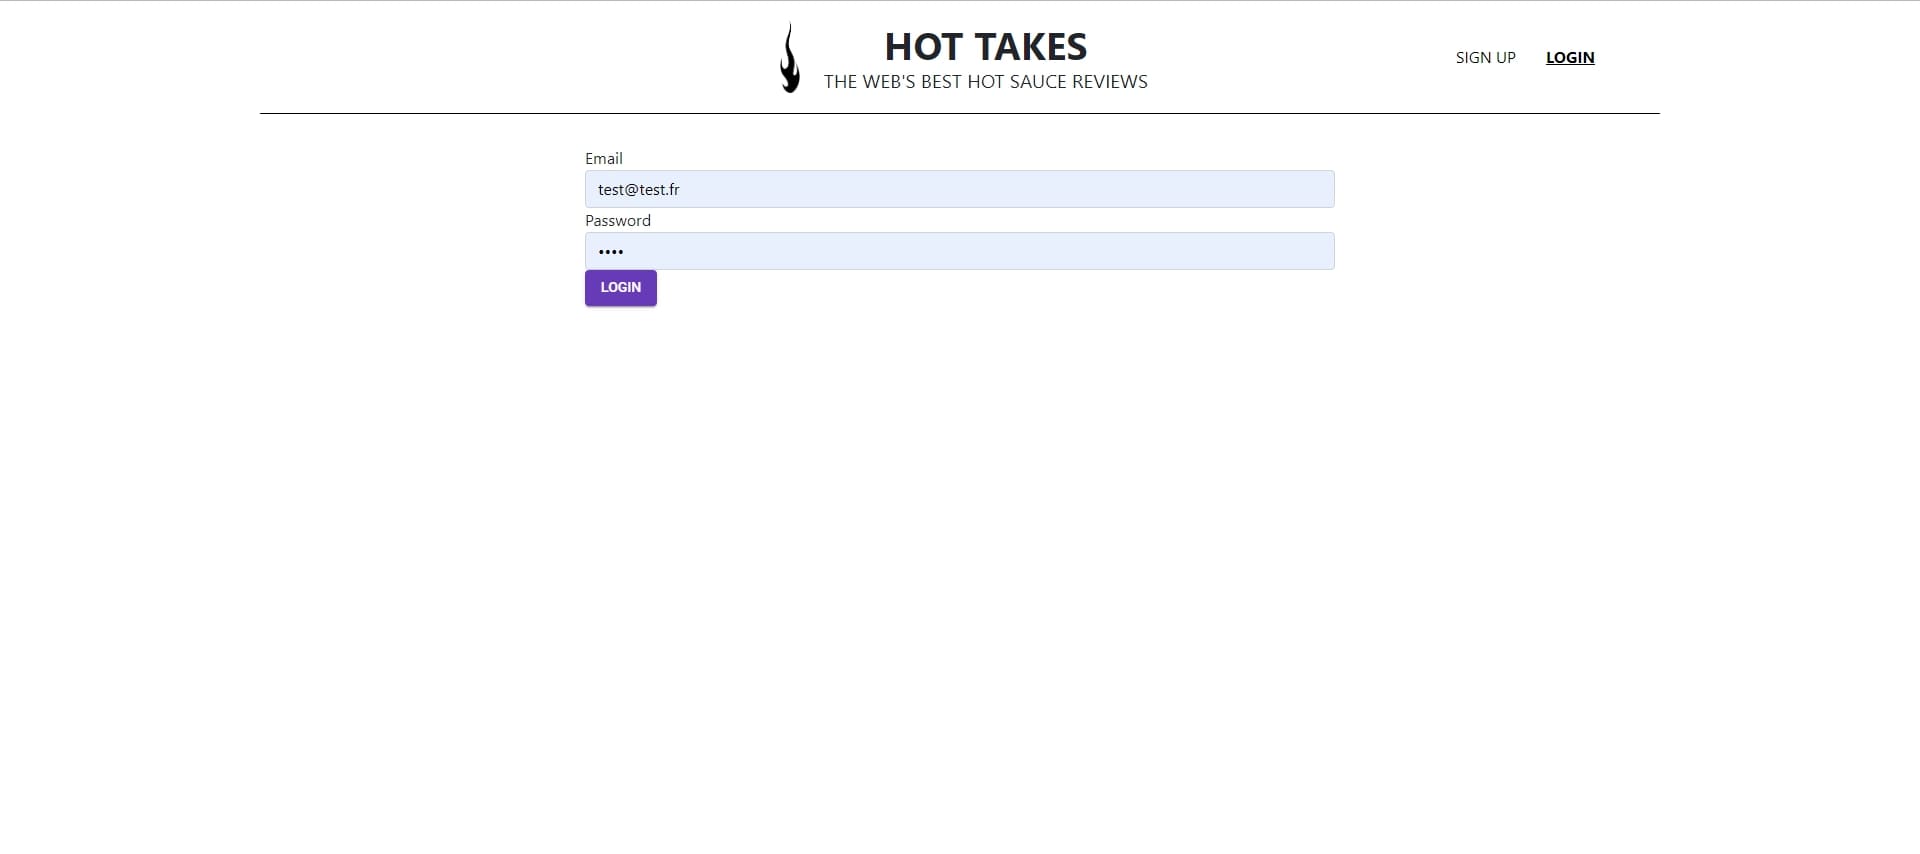 HOT TAKES
THE WEB'S BEST HOT SAUCE REVIEWS
SIGN UP LOGIN
Email
test@test.fr
Password
••••
LOGIN